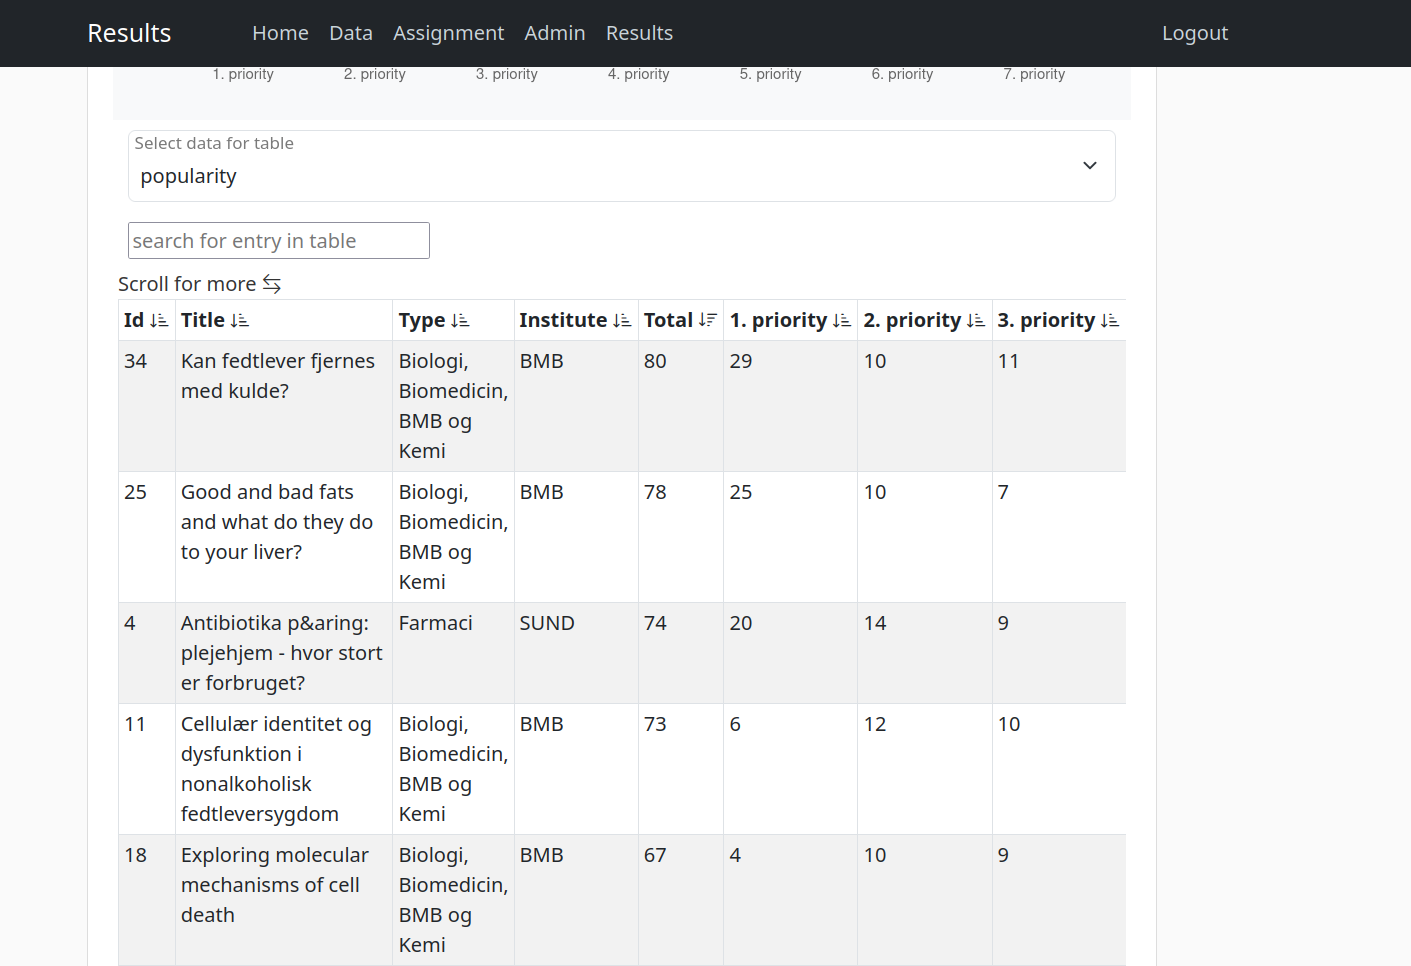 Results Home Data Assignment Admin Results Logout
1. priority 2. priority 3. priority 4. priority 5. priority 6. priority 7. priority
Select data for table
popularity
search for entry in table
Scroll for more
Id Title Type Institute Total 1. priority 2. priority 3. priority
34 Kan fedtlever fjernes Biologi, BMB 80 29 10 11
med kulde? Biomedicin,
BMB og
Kemi
25 Good and bad fats Biologi, BMB 78 25 10 7
and what do they do Biomedicin,
to your liver? BMB og
Kemi
4 Antibiotika p&aring: Farmaci SUND 74 20 14 9
plejehjem - hvor stort
er forbruget?
11 Cellulær identitet og Biologi, BMB 73 6 12 10
dysfunktion i Biomedicin,
nonalkoholisk BMB og
fedtleversygdom Kemi
18 Exploring molecular Biologi, BMB 67 4 10 9
mechanisms of cell Biomedicin,
death BMB og
Kemi